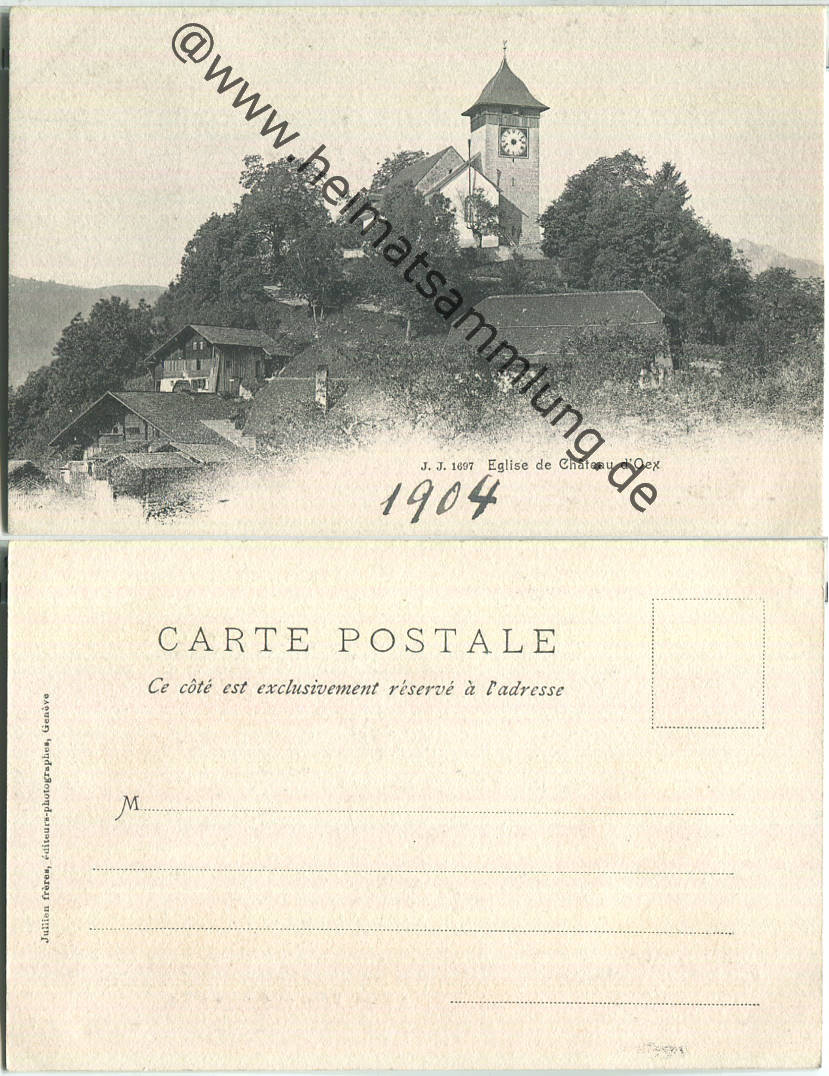 @www.heimatsammlung.de
J. J. 1697 Eglise de Château d'Oex
1904
CARTE POSTALE
Ce côté est exclusivement réservé à l'adresse
M
Jullien frères, éditeurs-photographes, Genève